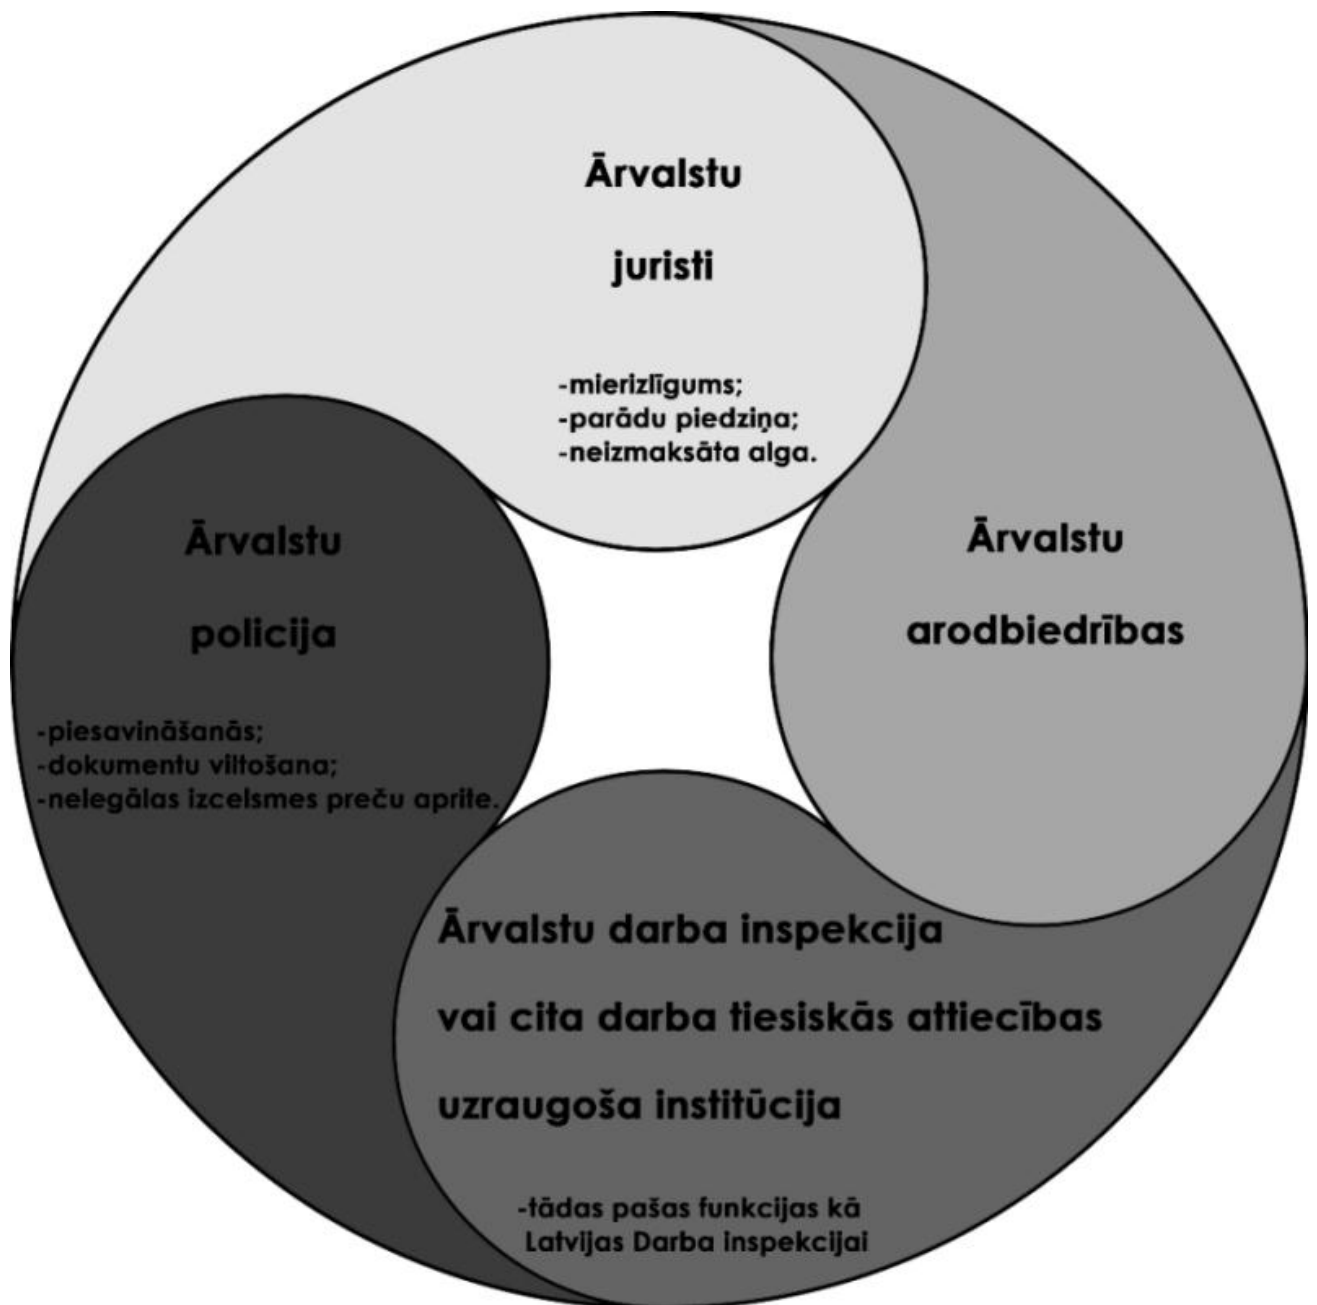 Ārvalstu
juristi
-mierizlīgums;
-parādu piedziņa;
-neizmaksāta alga.
Ārvalstu
policija
-piesavināšanās;
-dokumentu viltošana;
-nelegālas izcelsmes preču aprite.
Ārvalstu
arodbiedrības
Ārvalstu darba inspekcija
vai cita darba tiesiskās attiecības
uzraugoša institūcija
-tādas pašas funkcijas kā
Latvijas Darba inspekcijai